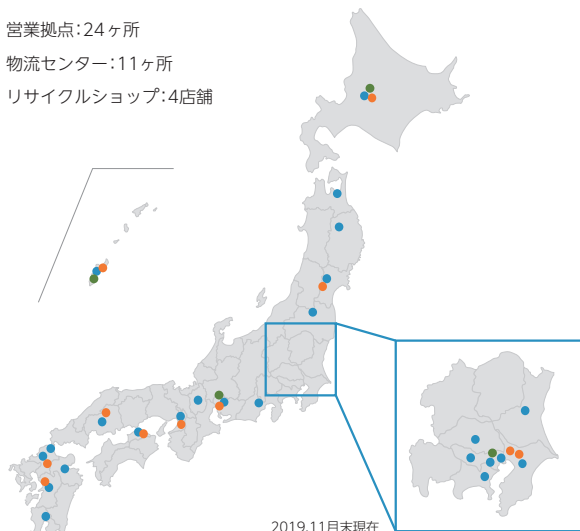 営業拠点：24ヶ所
物流センター：11ヶ所
リサイクルショップ：4店舗
2019.11月末現在